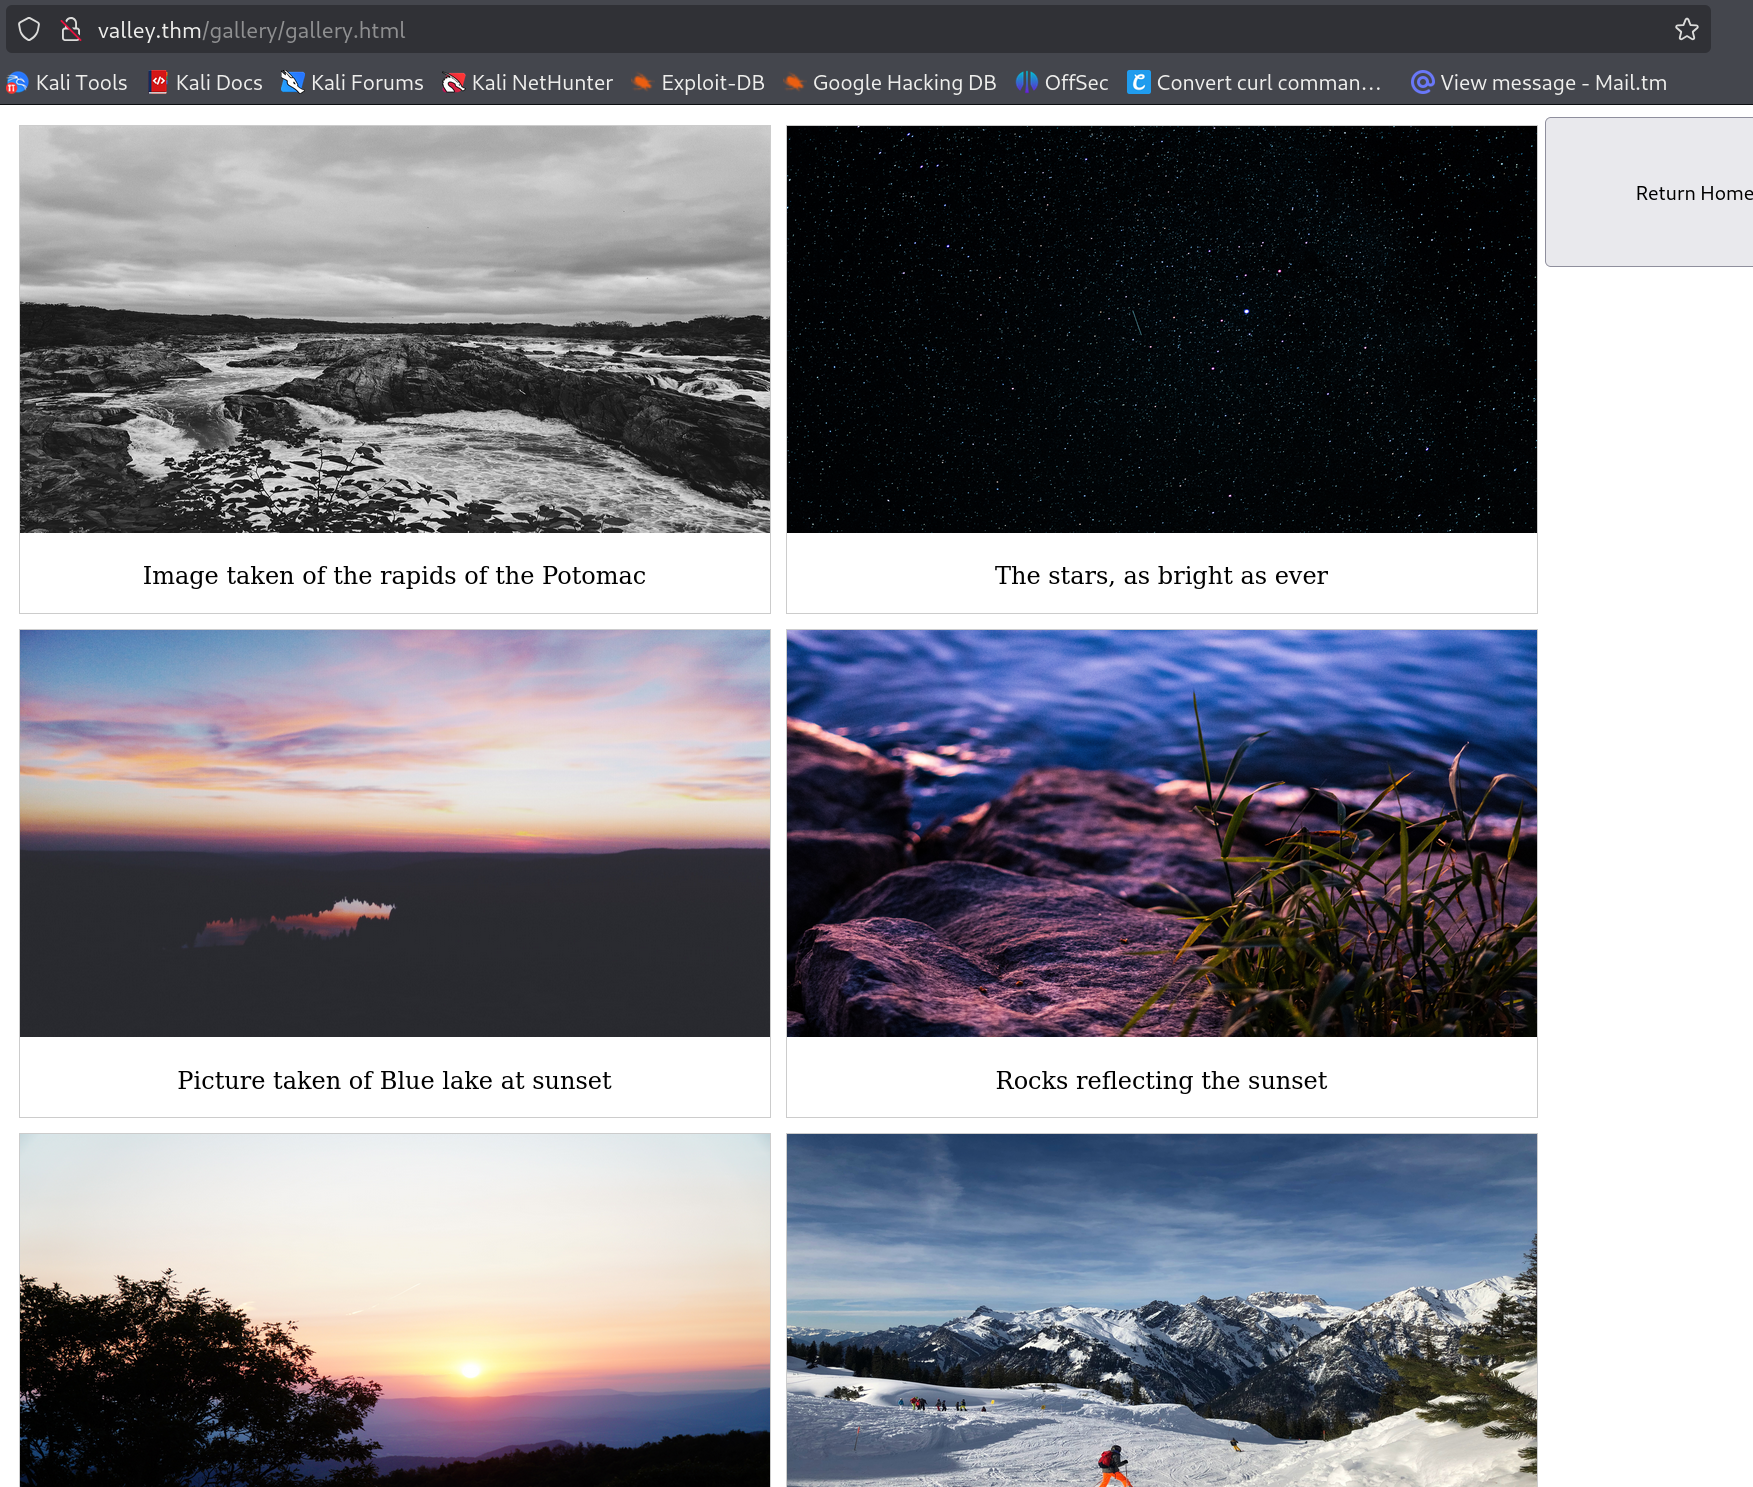 valley.thm/gallery/gallery.html
Kali Tools Kali Docs Kali Forums Kali NetHunter Exploit-DB Google Hacking DB OffSec Convert curl comman... View message - Mail.tm
Return Home
Image taken of the rapids of the Potomac
The stars, as bright as ever
Picture taken of Blue lake at sunset
Rocks reflecting the sunset